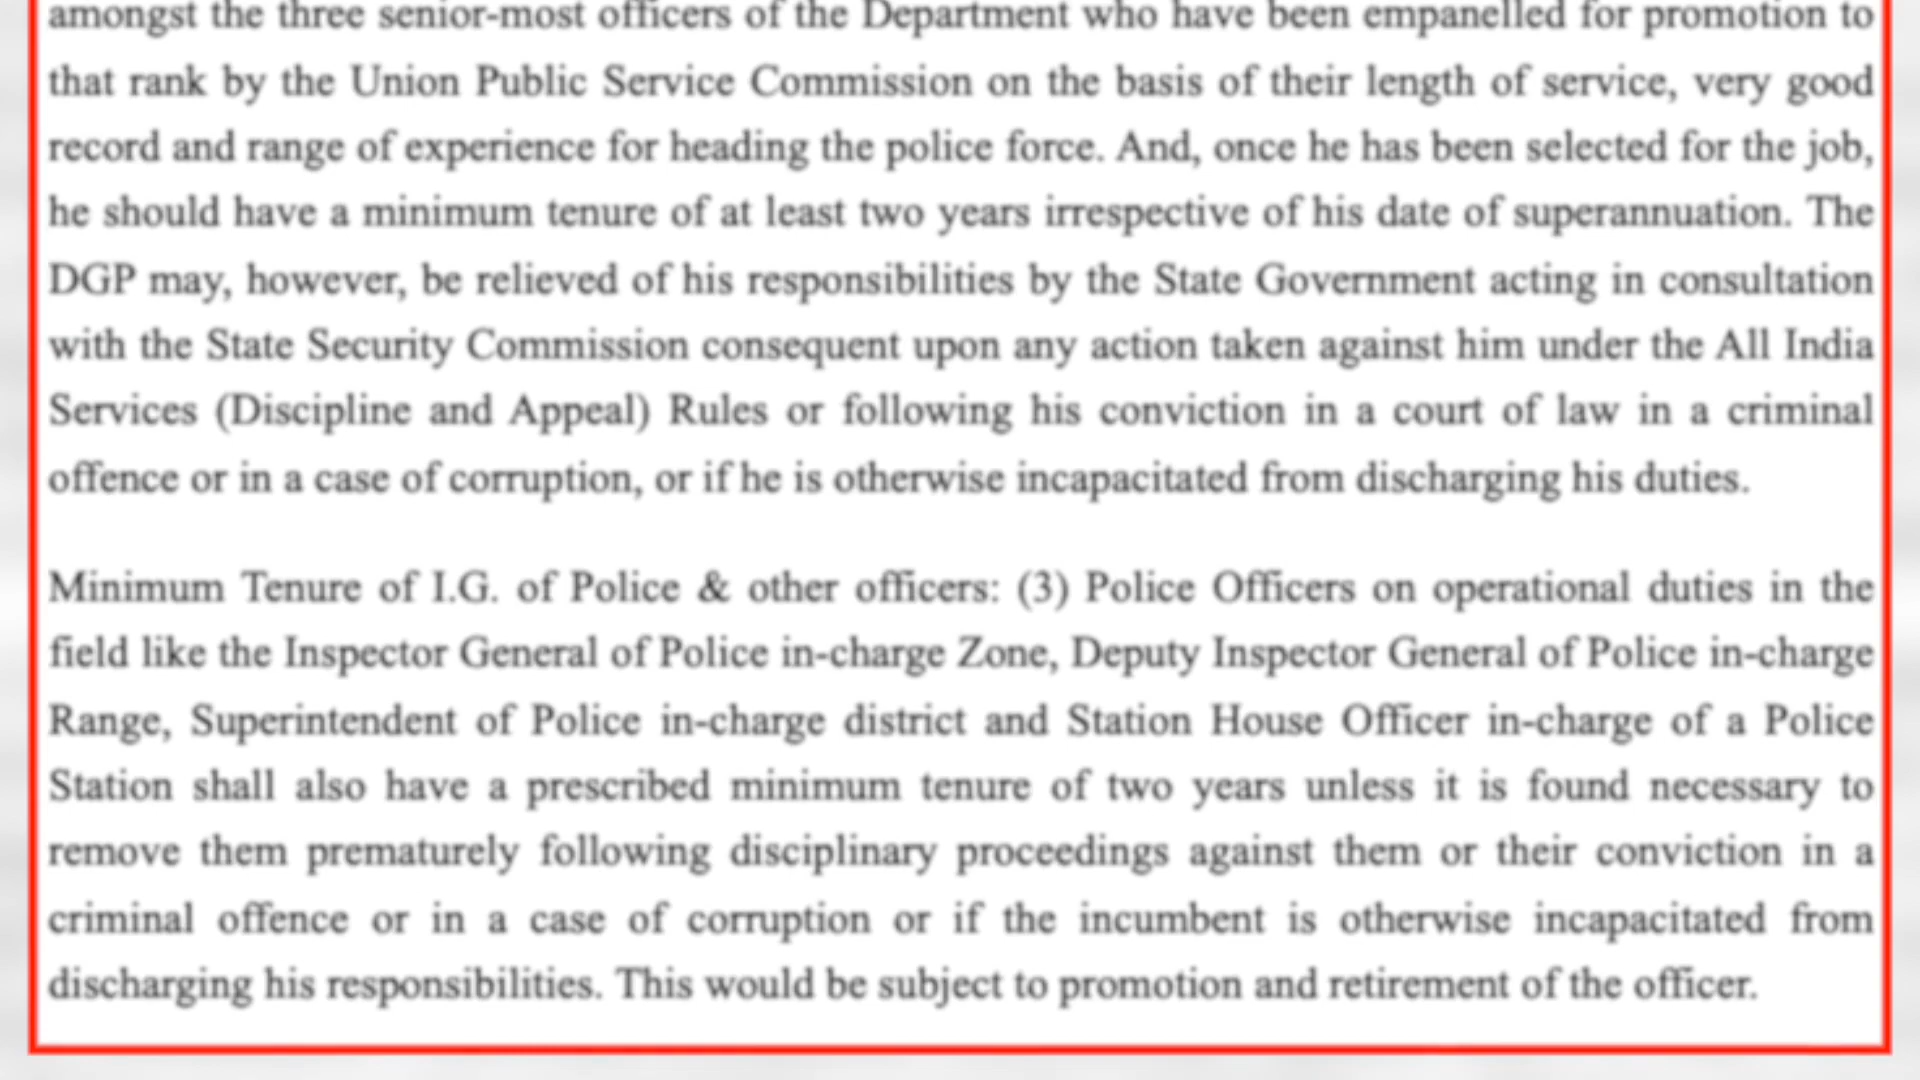 amongst the three senior-most officers of the Department who have been empanelled for promotion to
that rank by the Union Public Service Commission on the basis of their length of service, very good
record and range of experience for heading the police force. And, once he has been selected for the job,
he should have a minimum tenure of at least two years irrespective of his date of superannuation. The
DGP may, however, be relieved of his responsibilities by the State Government acting in consultation
with the State Security Commission consequent upon any action taken against him under the All India
Services (Discipline and Appeal) Rules or following his conviction in a court of law in a criminal
offence or in a case of corruption, or if he is otherwise incapacitated from discharging his duties.
Minimum Tenure of I.G. of Police & other officers: (3) Police Officers on operational duties in the
field like the Inspector General of Police in-charge Zone, Deputy Inspector General of Police in-charge
Range, Superintendent of Police in-charge district and Station House Officer in-charge of a Police
Station shall also have a prescribed minimum tenure of two years unless it is found necessary to
remove them prematurely following disciplinary proceedings against them or their conviction in a
criminal offence or in a case of corruption or if the incumbent is otherwise incapacitated from
discharging his responsibilities. This would be subject to promotion and retirement of the officer.